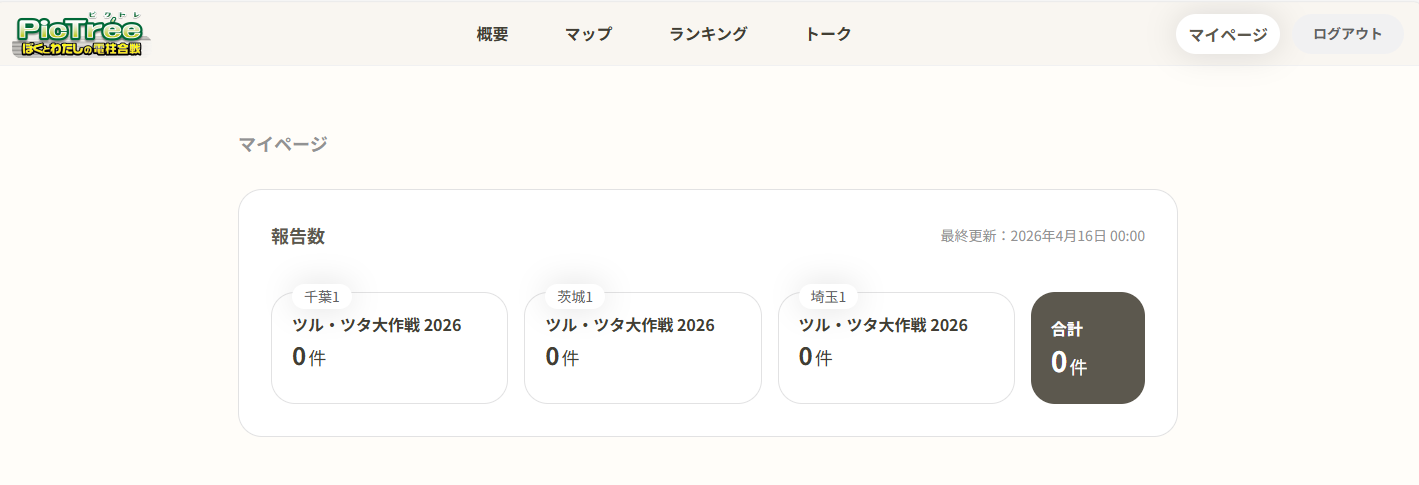 ピクトレ
PicTrée
ぼくとわたしの電柱合戦
概要
マップ
ランキング
トーク
マイページ
ログアウト
マイページ
報告数
最終更新：2026年4月16日 00:00
千葉1
ツル・ツタ大作戦 2026
0件
茨城1
ツル・ツタ大作戦 2026
0件
埼玉1
ツル・ツタ大作戦 2026
0件
合計
0件